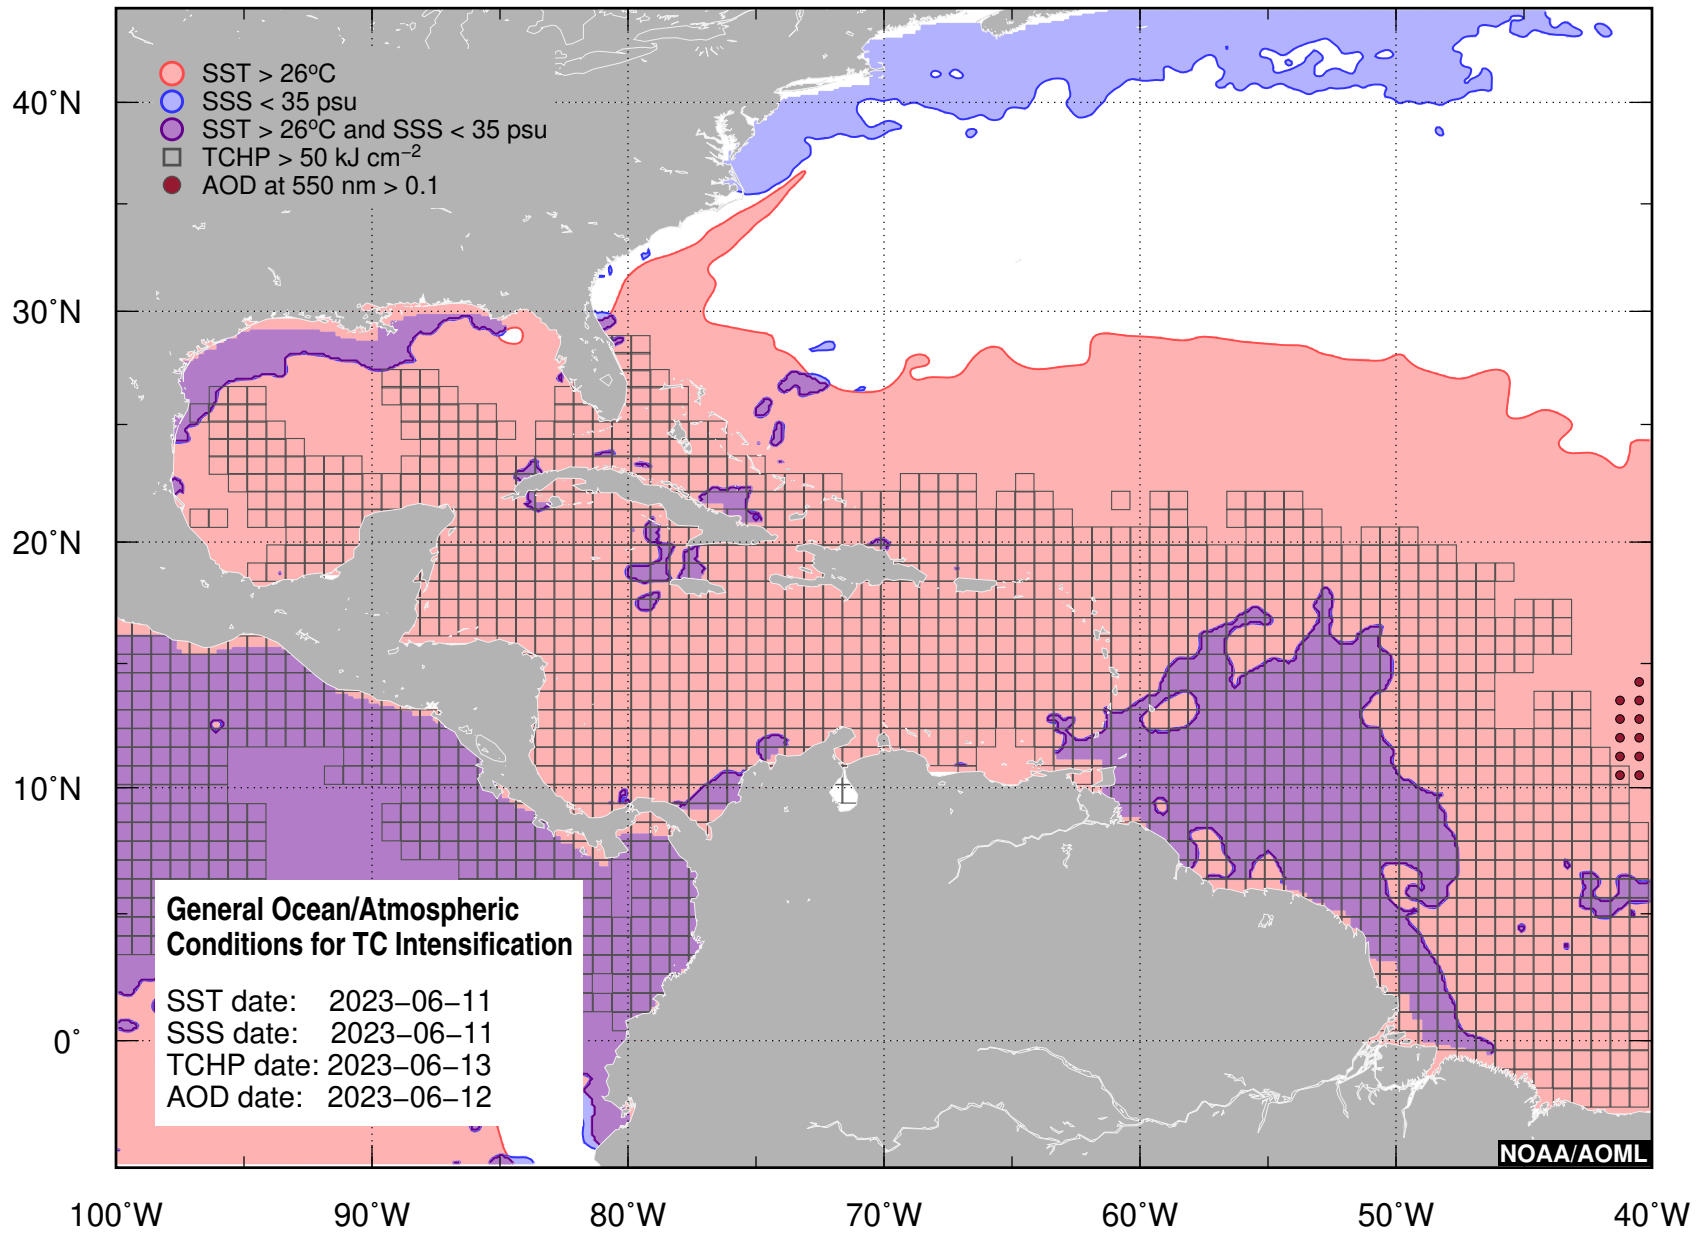 SST > 26ºC
SSS < 35 psu
SST > 26ºC and SSS < 35 psu
TCHP > 50 kJ cm⁻²
AOD at 550 nm > 0.1
40˚N
30˚N
20˚N
10˚N
0˚
General Ocean/Atmospheric
Conditions for TC Intensification
SST date: 2023−06−11
SSS date: 2023−06−11
TCHP date: 2023−06−13
AOD date: 2023−06−12
NOAA/AOML
100˚W 90˚W 80˚W 70˚W 60˚W 50˚W 40˚W